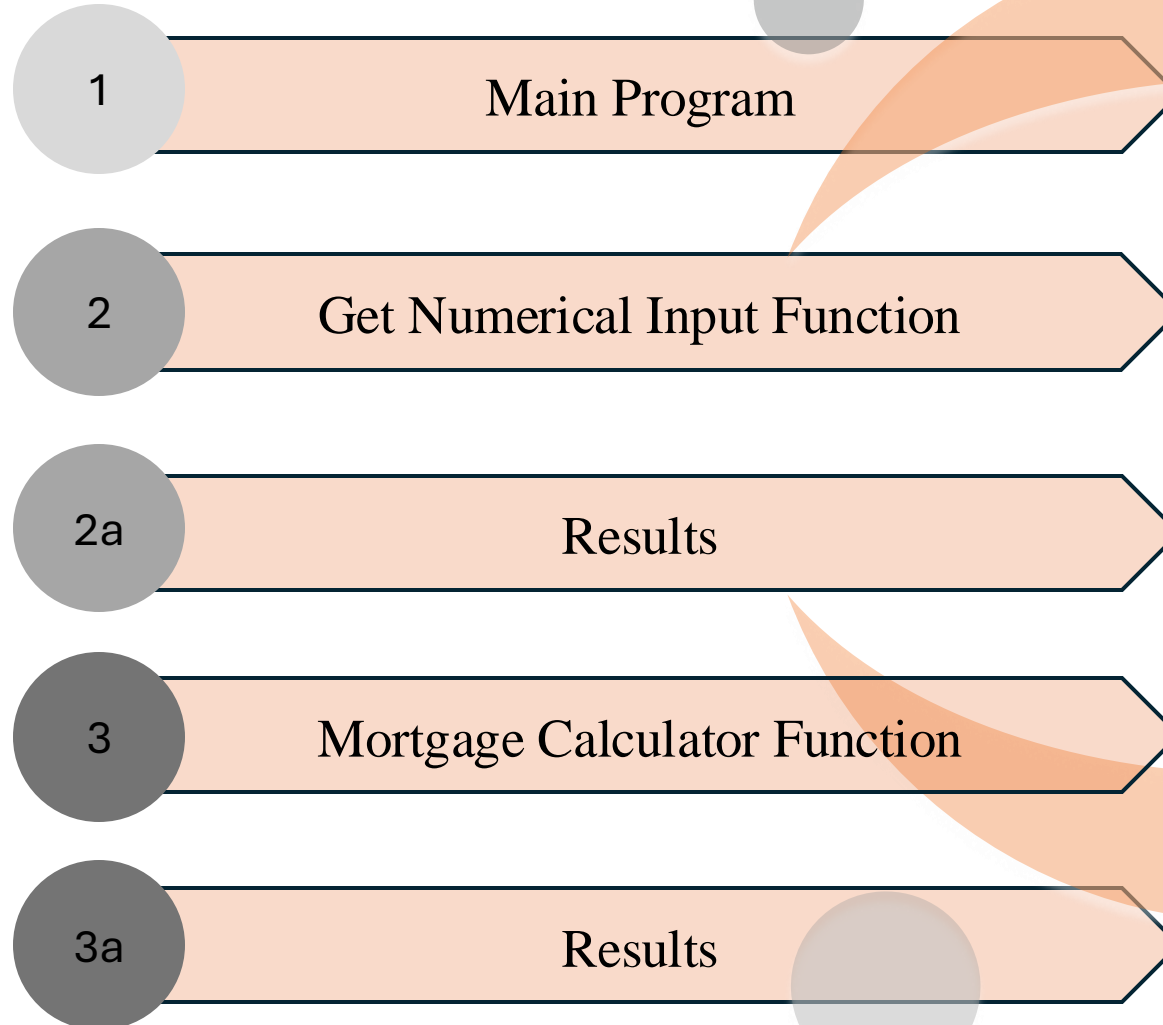 1
Main Program
2
Get Numerical Input Function
2a
Results
3
Mortgage Calculator Function
3a
Results